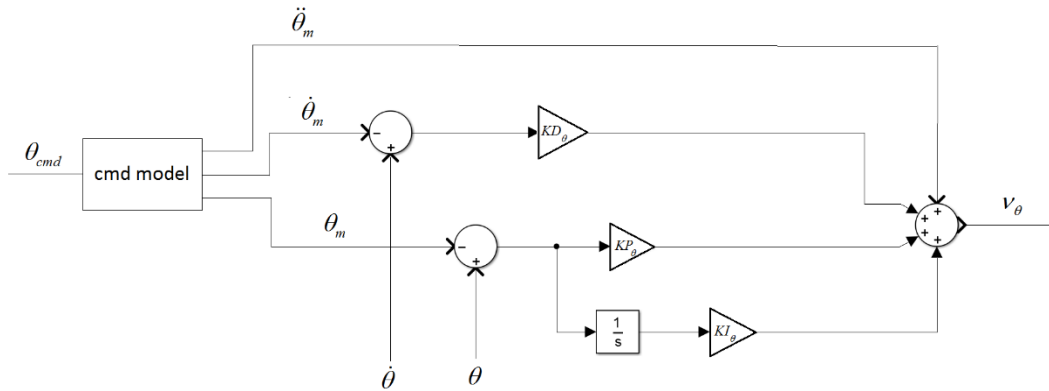 θ̈_m
θ̇_m
θ_cmd
cmd model
θ_m
KD_θ
KP_θ
KI_θ
1/s
ν_θ
θ̇
θ
−
+
−
+
+
+
+
+